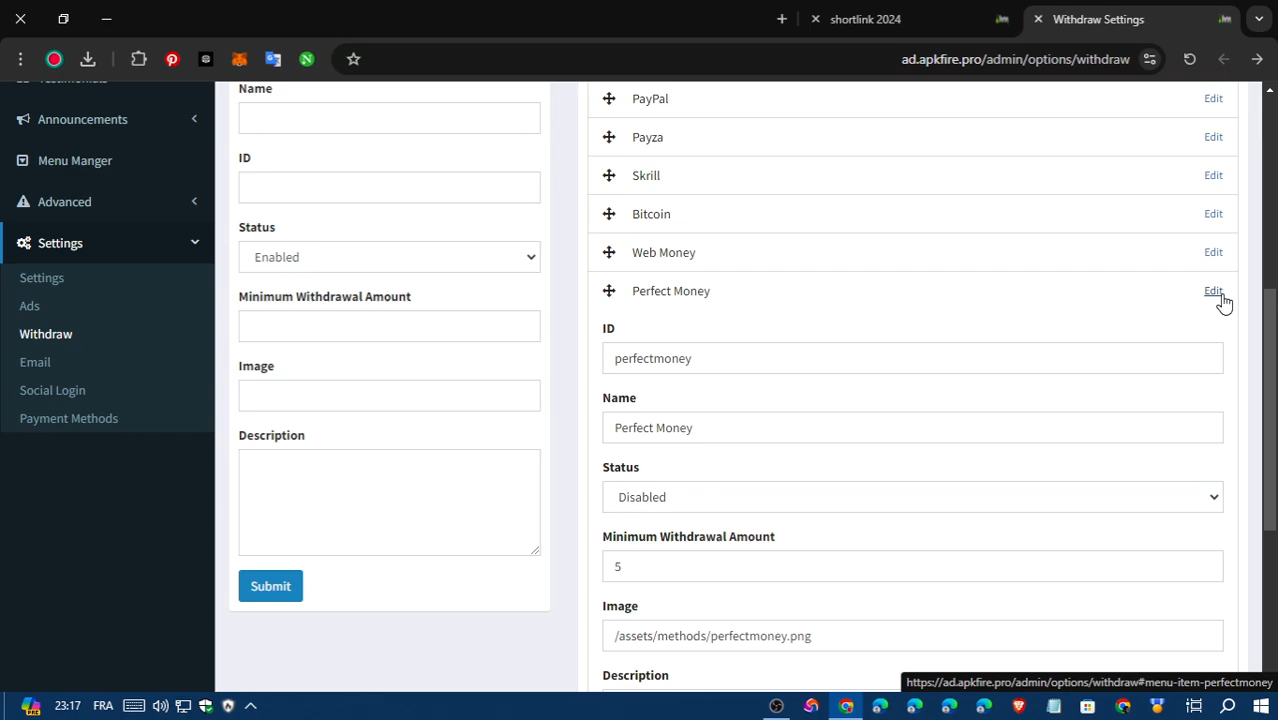 shortlink 2024
Withdraw Settings
ad.apkfire.pro/admin/options/withdraw
Announcements
Menu Manger
Advanced
Settings
Settings
Ads
Withdraw
Email
Social Login
Payment Methods
Name
ID
Status
Enabled
Minimum Withdrawal Amount
Image
Description
Submit
PayPal Edit
Payza Edit
Skrill Edit
Bitcoin Edit
Web Money Edit
Perfect Money Edit
ID
perfectmoney
Name
Perfect Money
Status
Disabled
Minimum Withdrawal Amount
5
Image
/assets/methods/perfectmoney.png
Description
https://ad.apkfire.pro/admin/options/withdraw#menu-item-perfectmoney
23:17 FRA